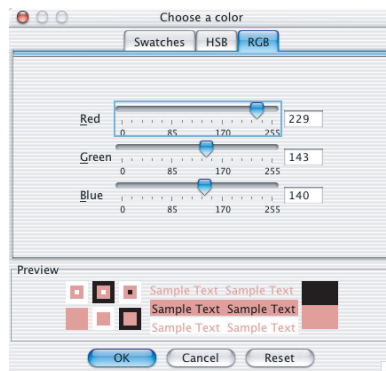 Choose a color
Swatches HSB RGB
Red 229
0 85 170 255
Green 143
0 85 170 255
Blue 140
0 85 170 255
Preview
Sample Text Sample Text
Sample Text Sample Text
Sample Text Sample Text
OK Cancel Reset